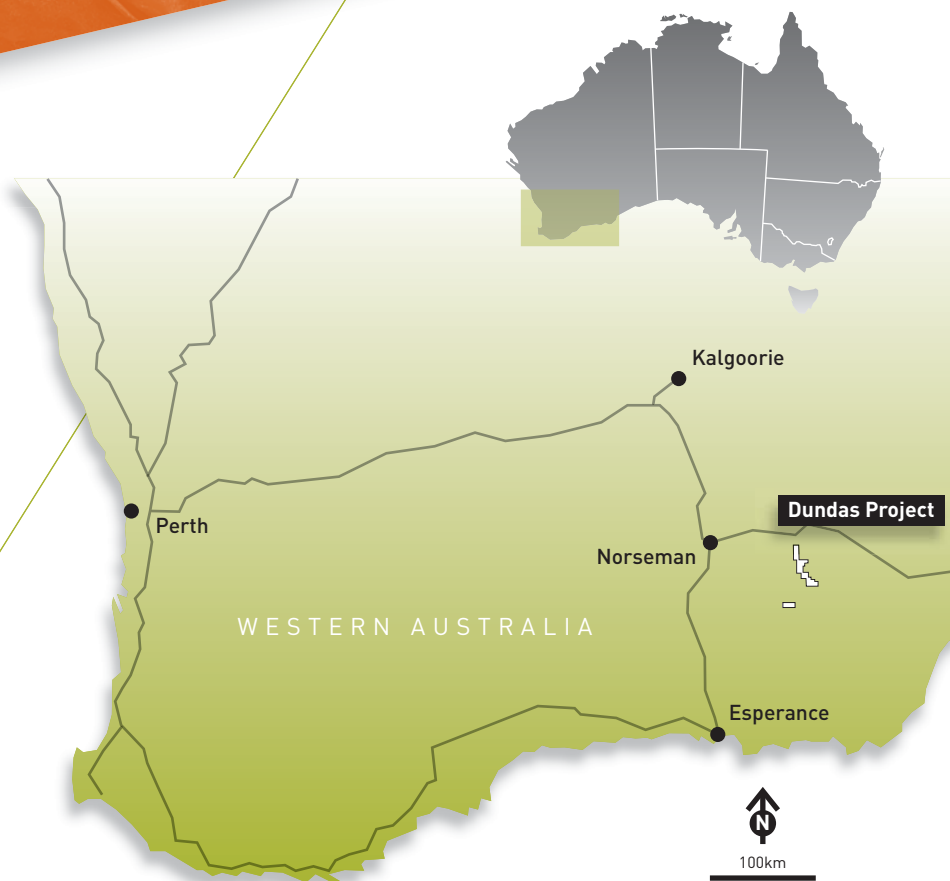 Kalgoorie
Dundas Project
Perth
Norseman
WESTERN AUSTRALIA
Esperance
N
100km